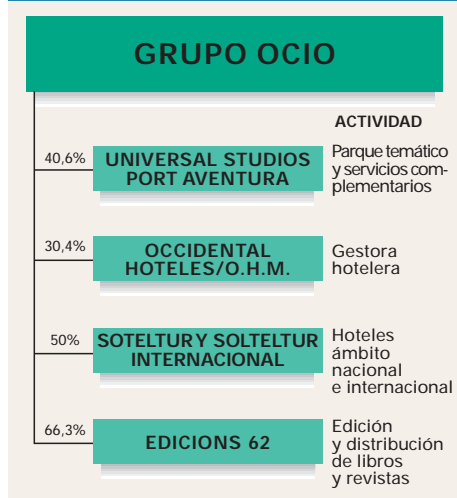 GRUPO OCIO
ACTIVIDAD
40,6%
UNIVERSAL STUDIOS
PORT AVENTURA
Parque temático
y servicios com-
plementarios
30,4%
OCCIDENTAL
HOTELES/O.H.M.
Gestora
hotelera
50%
SOTELTUR Y SOLTELTUR
INTERNACIONAL
Hoteles
ámbito
nacional
e internacional
66,3%
EDICIONS 62
Edición
y distribución
de libros
y revistas